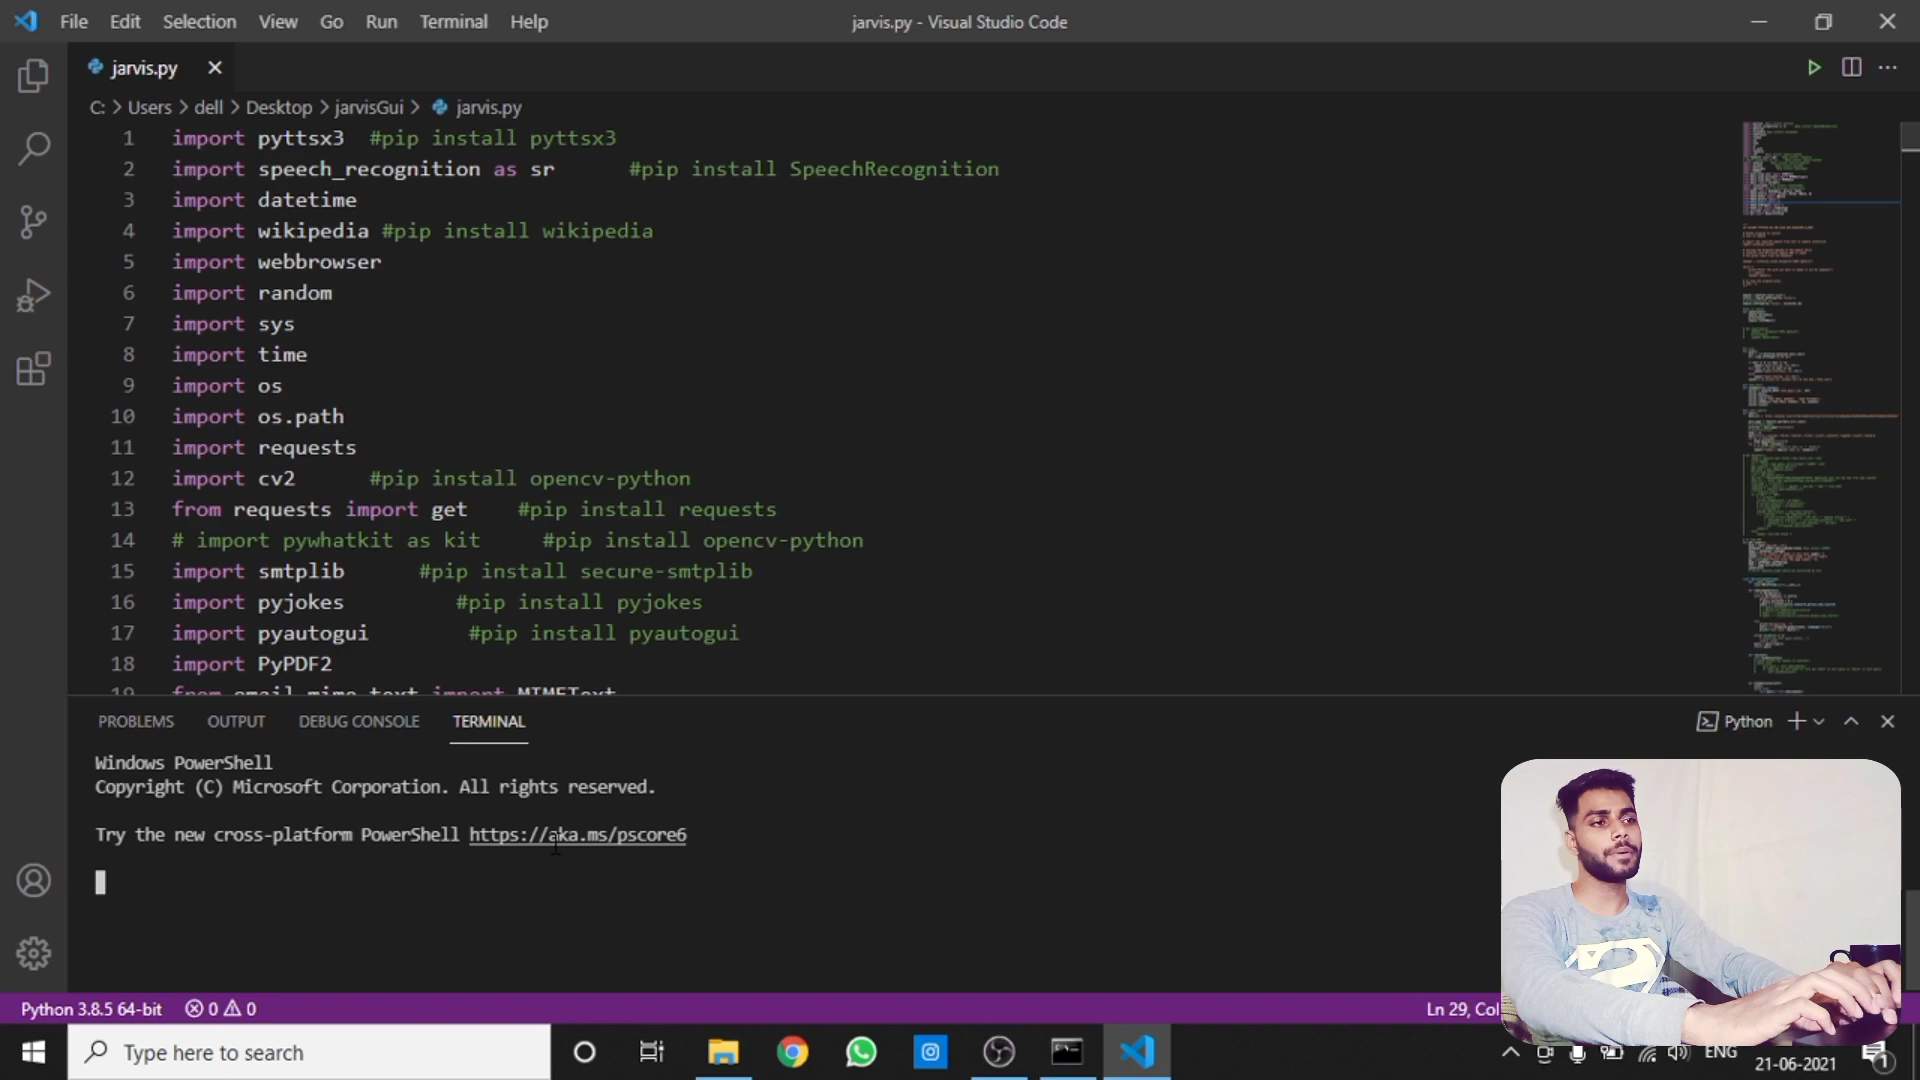 File Edit Selection View Go Run Terminal Help
jarvis.py - Visual Studio Code
jarvis.py
C: > Users > dell > Desktop > jarvisGui > jarvis.py
1 import pyttsx3 #pip install pyttsx3
2 import speech_recognition as sr #pip install SpeechRecognition
3 import datetime
4 import wikipedia #pip install wikipedia
5 import webbrowser
6 import random
7 import sys
8 import time
9 import os
10 import os.path
11 import requests
12 import cv2 #pip install opencv-python
13 from requests import get #pip install requests
14 # import pywhatkit as kit #pip install opencv-python
15 import smtplib #pip install secure-smtplib
16 import pyjokes #pip install pyjokes
17 import pyautogui #pip install pyautogui
18 import PyPDF2
19 from email.mime.text import MIMEText
PROBLEMS OUTPUT DEBUG CONSOLE TERMINAL
Python
Windows PowerShell
Copyright (C) Microsoft Corporation. All rights reserved.
Try the new cross-platform PowerShell https://aka.ms/pscore6
Python 3.8.5 64-bit 0 0
Ln 29, Col
Type here to search
ENG
21-06-2021
1